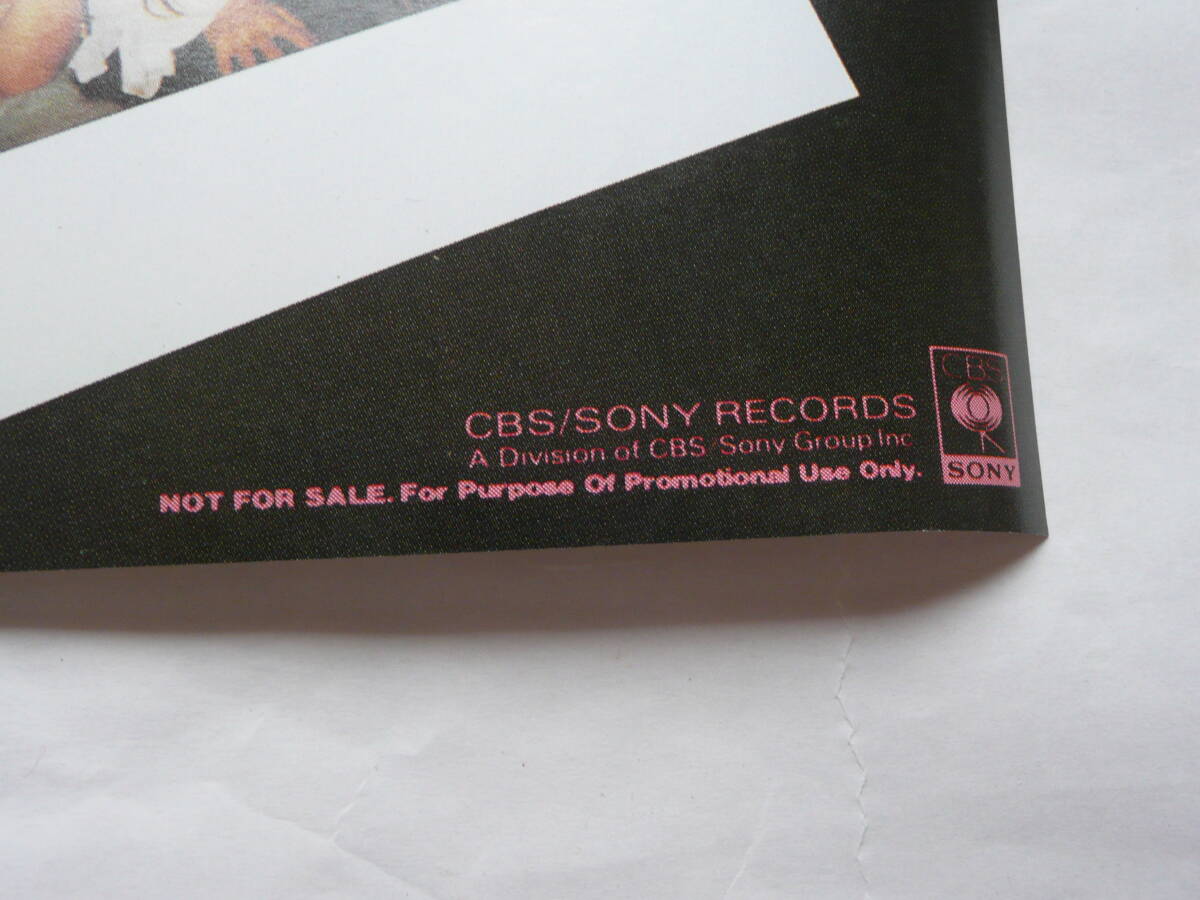 CBS/SONY RECORDS
A Division of CBS/Sony Group Inc
NOT FOR SALE. For Purpose Of Promotional Use Only.
CBS
SONY